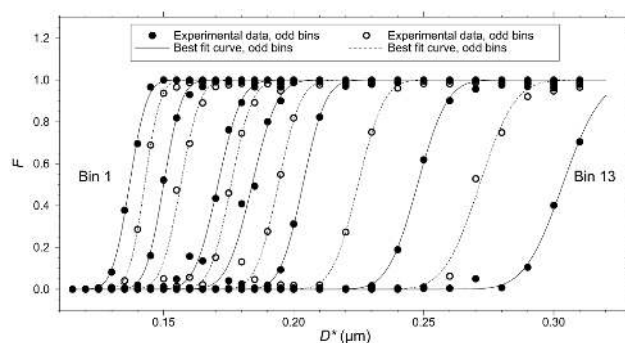 Experimental data, odd bins Experimental data, odd bins
Best fit curve, odd bins Best fit curve, odd bins
1.2
1.0
0.8
0.6
0.4
0.2
0.0
F
Bin 1
Bin 13
0.15 0.20 0.25 0.30
D* (μm)